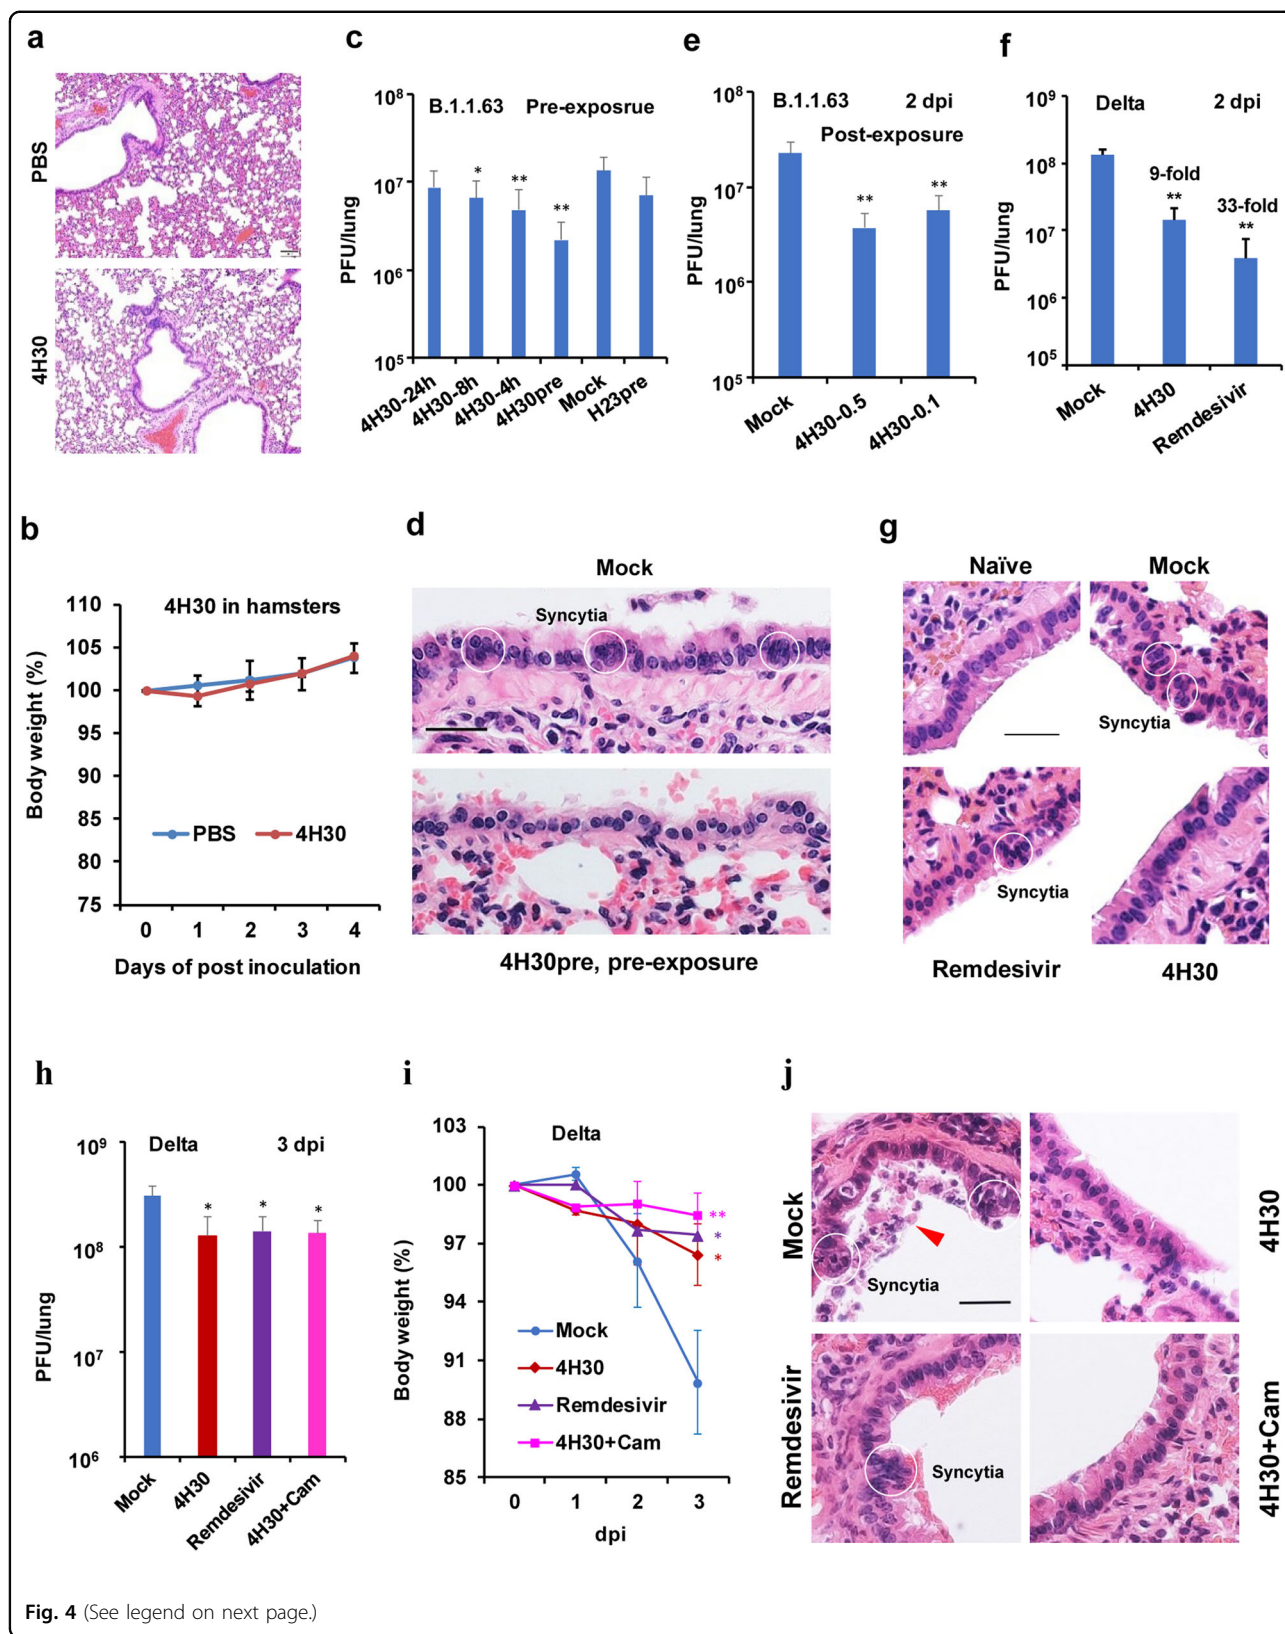 a
PBS
4H30
c
10⁸
10⁷
10⁶
10⁵
PFU/lung
B.1.1.63 Pre-exposrue
*
**
**
4H30-24h
4H30-8h
4H30-4h
4H30pre
Mock
H23pre
e
10⁸
10⁷
10⁶
10⁵
PFU/lung
B.1.1.63 2 dpi
Post-exposure
**
**
Mock
4H30-0.5
4H30-0.1
f
10⁹
10⁸
10⁷
10⁶
10⁵
PFU/lung
Delta 2 dpi
9-fold
**
33-fold
**
Mock
4H30
Remdesivir
b
110
105
100
95
90
85
80
75
Body weight (%)
4H30 in hamsters
PBS 4H30
0 1 2 3 4
Days of post inoculation
d
Mock
Syncytia
4H30pre, pre-exposure
g
Naïve Mock
Syncytia
Syncytia
Remdesivir 4H30
h
10⁹
10⁸
10⁷
10⁶
PFU/lung
Delta 3 dpi
*
*
*
Mock
4H30
Remdesivir
4H30+Cam
i
103
100
97
94
91
88
85
Body weight (%)
Delta
**
*
*
Mock
4H30
Remdesivir
4H30+Cam
0 1 2 3
dpi
j
Mock
Syncytia
4H30
Remdesivir
Syncytia
4H30+Cam
Fig. 4 (See legend on next page.)